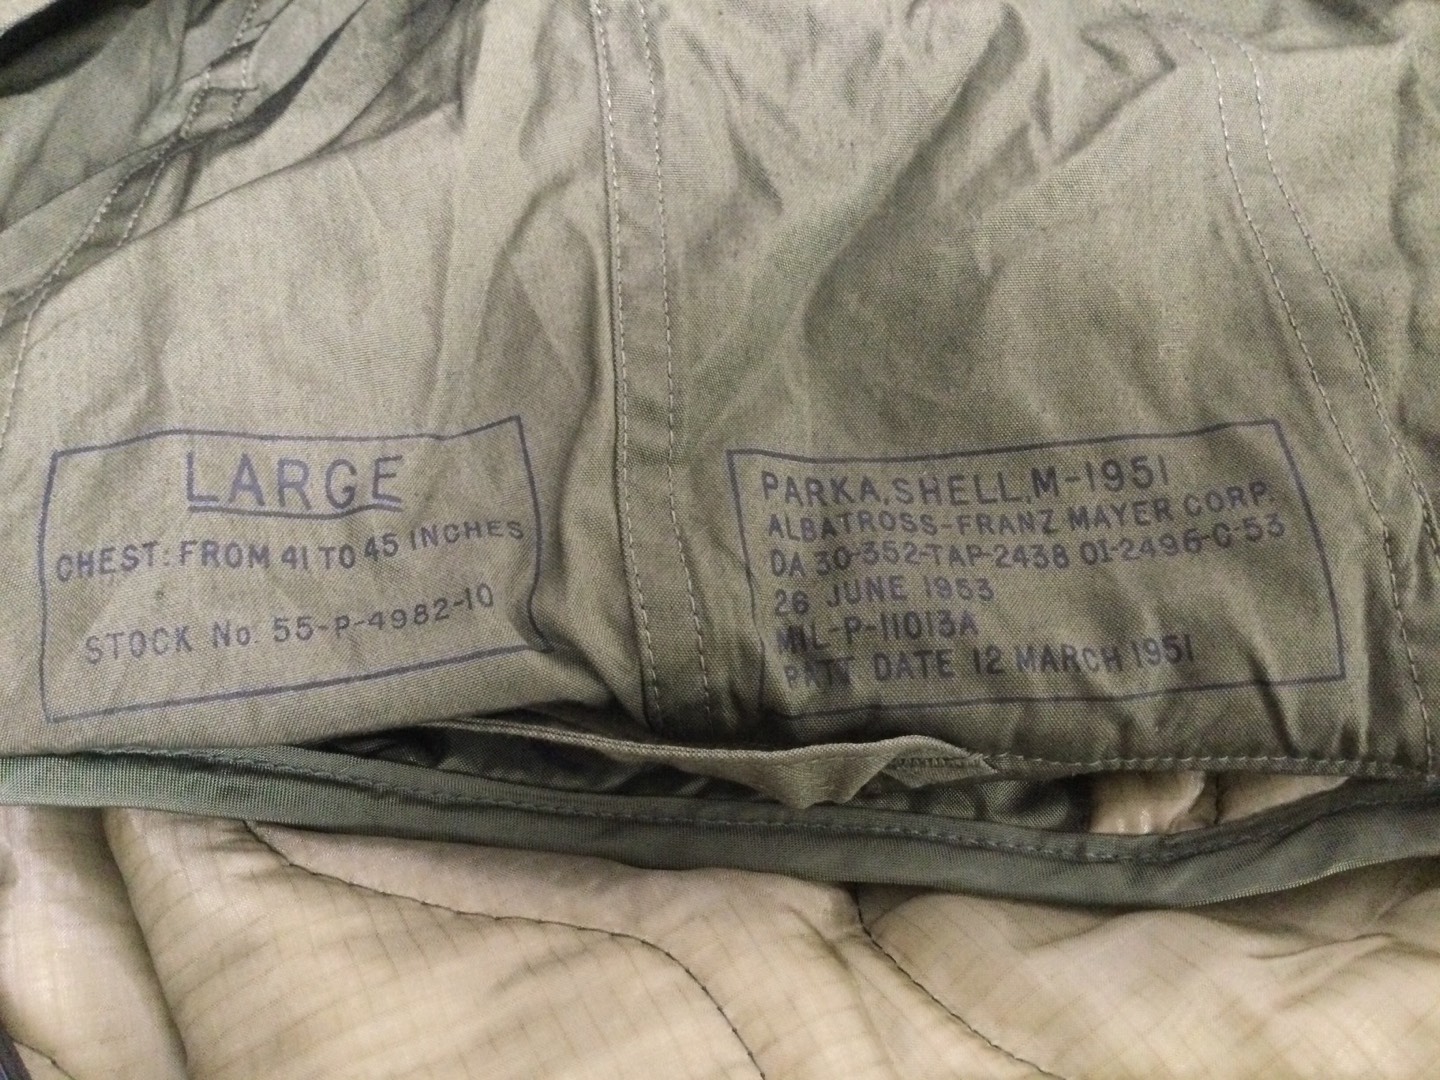 LARGE
CHEST: FROM 41 TO 45 INCHES
STOCK No. 55-P-4982-10
PARKA, SHELL, M-1951
ALBATROSS-FRANZ MAYER CORP.
DA 30-352-TAP-2438 OI-2496-C-53
26 JUNE 1953
MIL-P-11013A
PATT DATE 12 MARCH 1951